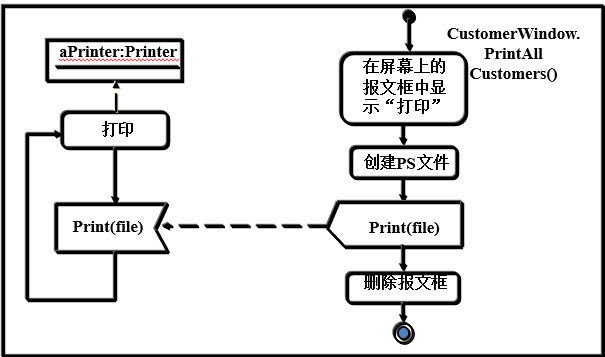 aPrinter:Printer
打印
Print(file)
CustomerWindow.
PrintAll
Customers()
在屏幕上的
报文框中显
示“打印”
创建PS文件
Print(file)
删除报文框